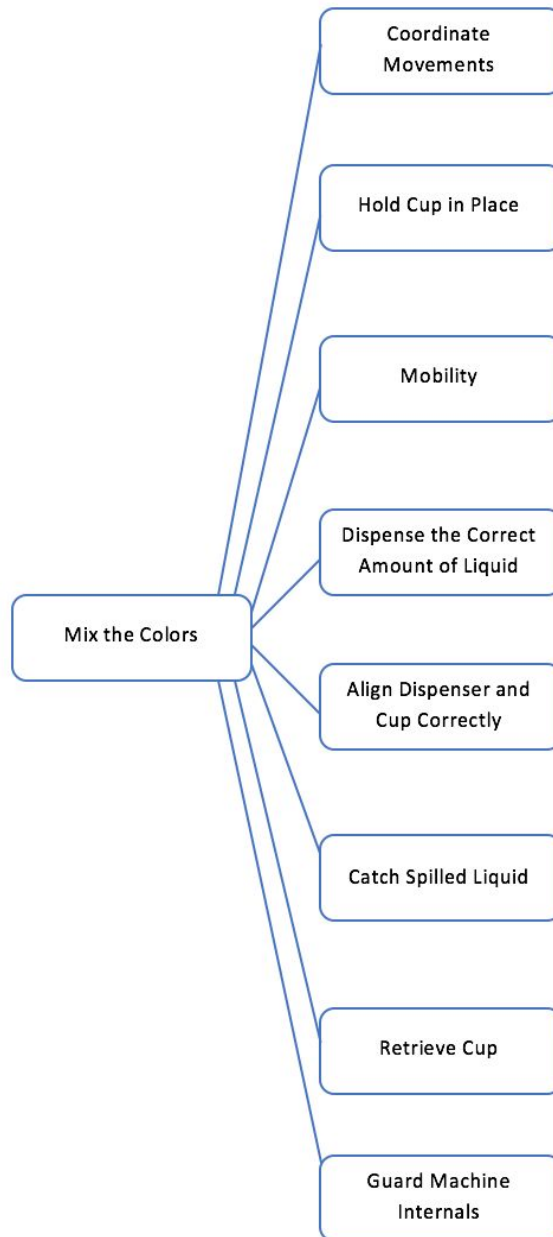 Coordinate
Movements
Hold Cup in Place
Mobility
Dispense the Correct
Amount of Liquid
Mix the Colors
Align Dispenser and
Cup Correctly
Catch Spilled Liquid
Retrieve Cup
Guard Machine
Internals